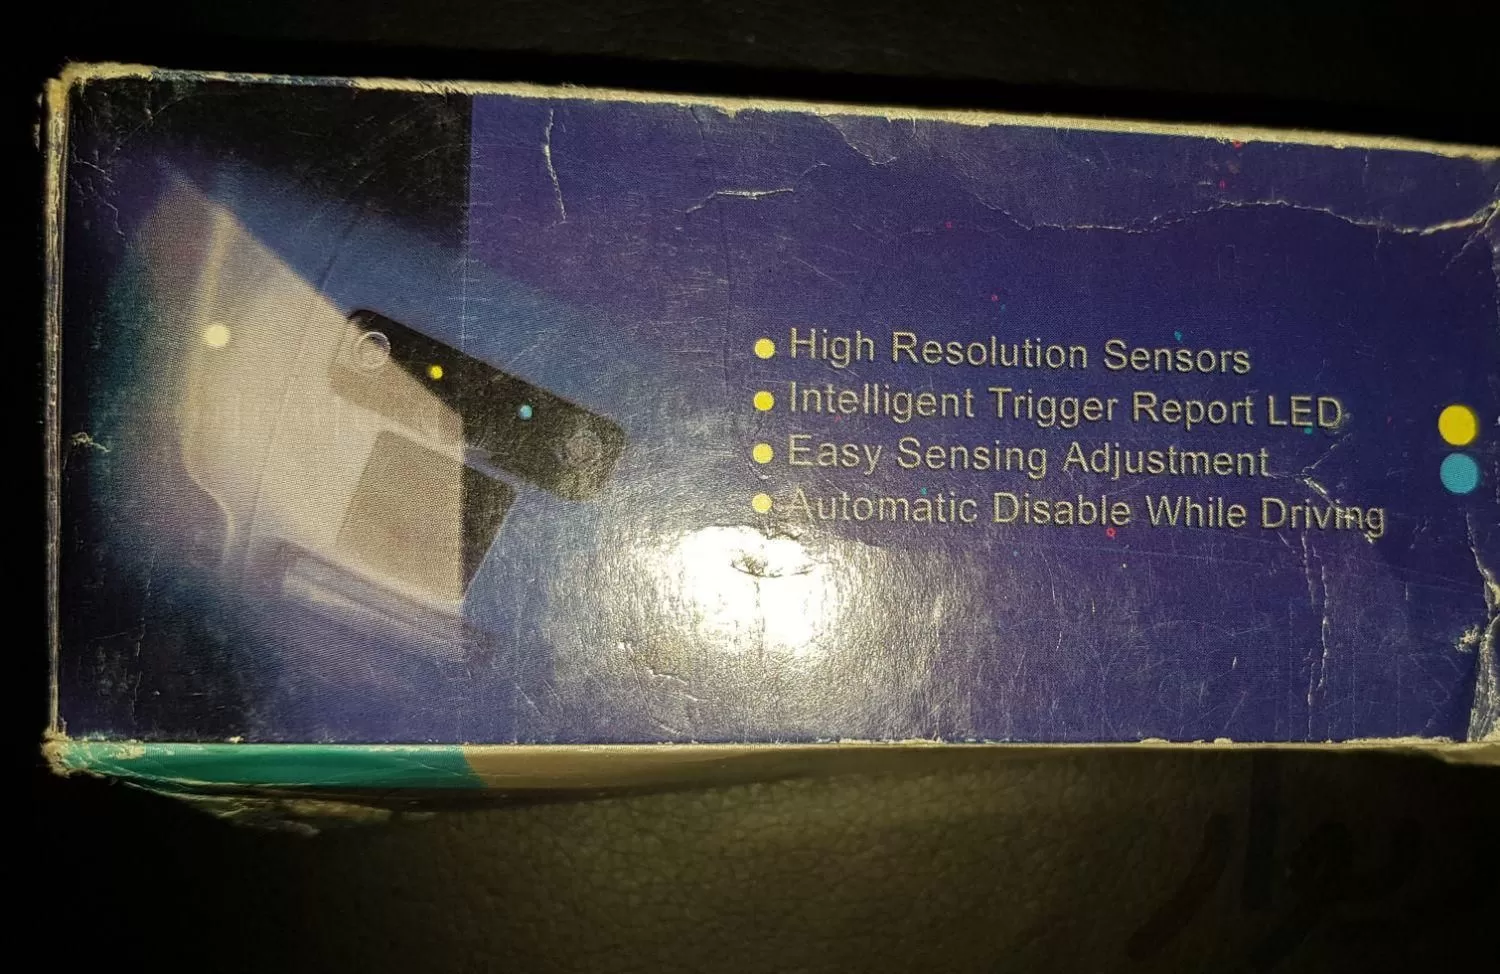 High Resolution Sensors
Intelligent Trigger Report LED
Easy Sensing Adjustment
Automatic Disable While Driving